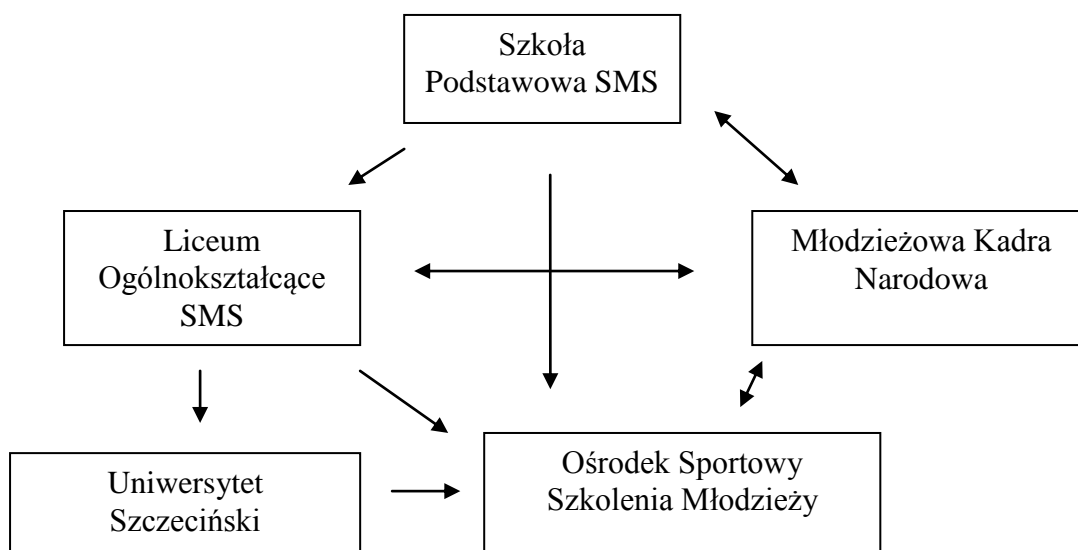 Szkoła
Podstawowa SMS
Liceum
Ogólnokształcące
SMS
Młodzieżowa Kadra
Narodowa
Uniwersytet
Szczeciński
Ośrodek Sportowy
Szkolenia Młodzieży